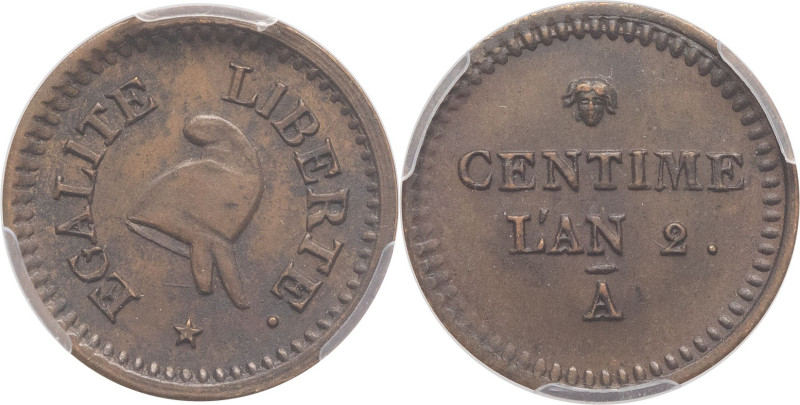 EGALITE LIBERTE.
CENTIME
L'AN 2.
A